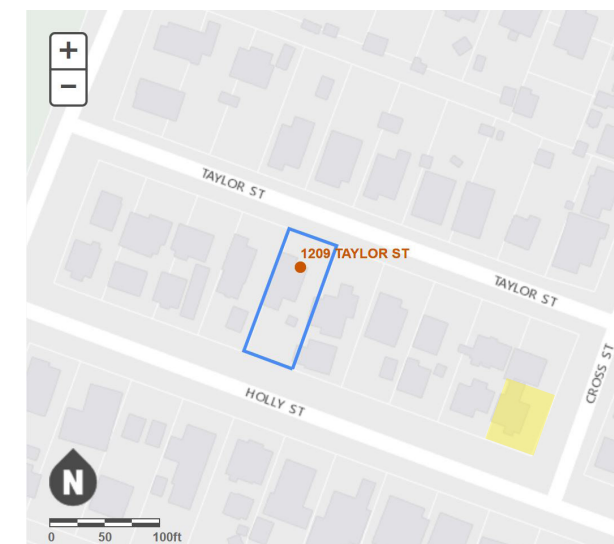 +
−
TAYLOR ST
1209 TAYLOR ST
TAYLOR ST
CROSS ST
HOLLY ST
N
0 50 100ft